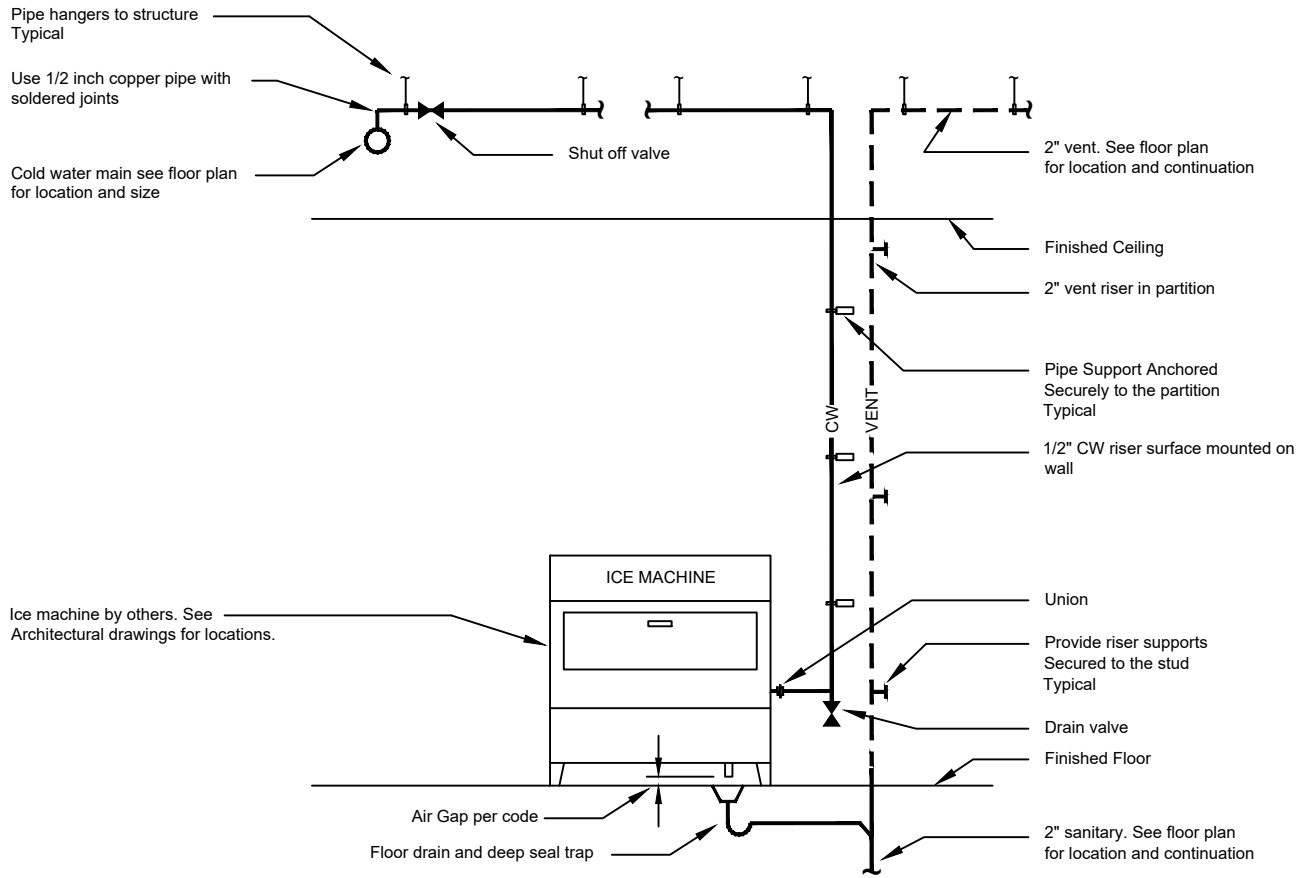 Pipe hangers to structure
Typical
Use 1/2 inch copper pipe with
soldered joints
Cold water main see floor plan
for location and size
Shut off valve
2" vent. See floor plan
for location and continuation
Finished Ceiling
2" vent riser in partition
Pipe Support Anchored
Securely to the partition
Typical
CW
VENT
1/2" CW riser surface mounted on
wall
ICE MACHINE
Ice machine by others. See
Architectural drawings for locations.
Union
Provide riser supports
Secured to the stud
Typical
Drain valve
Finished Floor
Air Gap per code
Floor drain and deep seal trap
2" sanitary. See floor plan
for location and continuation